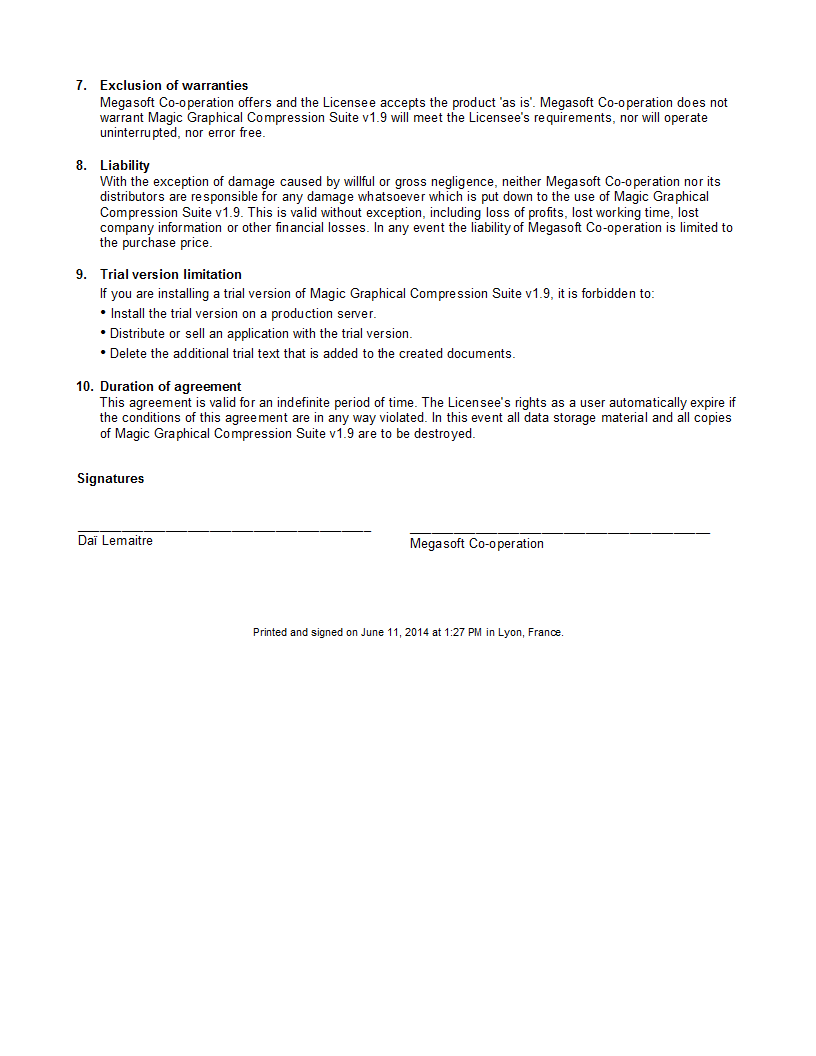 7. Exclusion of warranties
Megasoft Co-operation offers and the Licensee accepts the product 'as is'. Megasoft Co-operation does not
warrant Magic Graphical Compression Suite v1.9 will meet the Licensee's requirements, nor will operate
uninterrupted, nor error free.
8. Liability
With the exception of damage caused by willful or gross negligence, neither Megasoft Co-operation nor its
distributors are responsible for any damage whatsoever which is put down to the use of Magic Graphical
Compression Suite v1.9. This is valid without exception, including loss of profits, lost working time, lost
company information or other financial losses. In any event the liability of Megasoft Co-operation is limited to
the purchase price.
9. Trial version limitation
If you are installing a trial version of Magic Graphical Compression Suite v1.9, it is forbidden to:
• Install the trial version on a production server.
• Distribute or sell an application with the trial version.
• Delete the additional trial text that is added to the created documents.
10. Duration of agreement
This agreement is valid for an indefinite period of time. The Licensee's rights as a user automatically expire if
the conditions of this agreement are in any way violated. In this event all data storage material and all copies
of Magic Graphical Compression Suite v1.9 are to be destroyed.
Signatures
Daï Lemaitre
Megasoft Co-operation
Printed and signed on June 11, 2014 at 1:27 PM in Lyon, France.